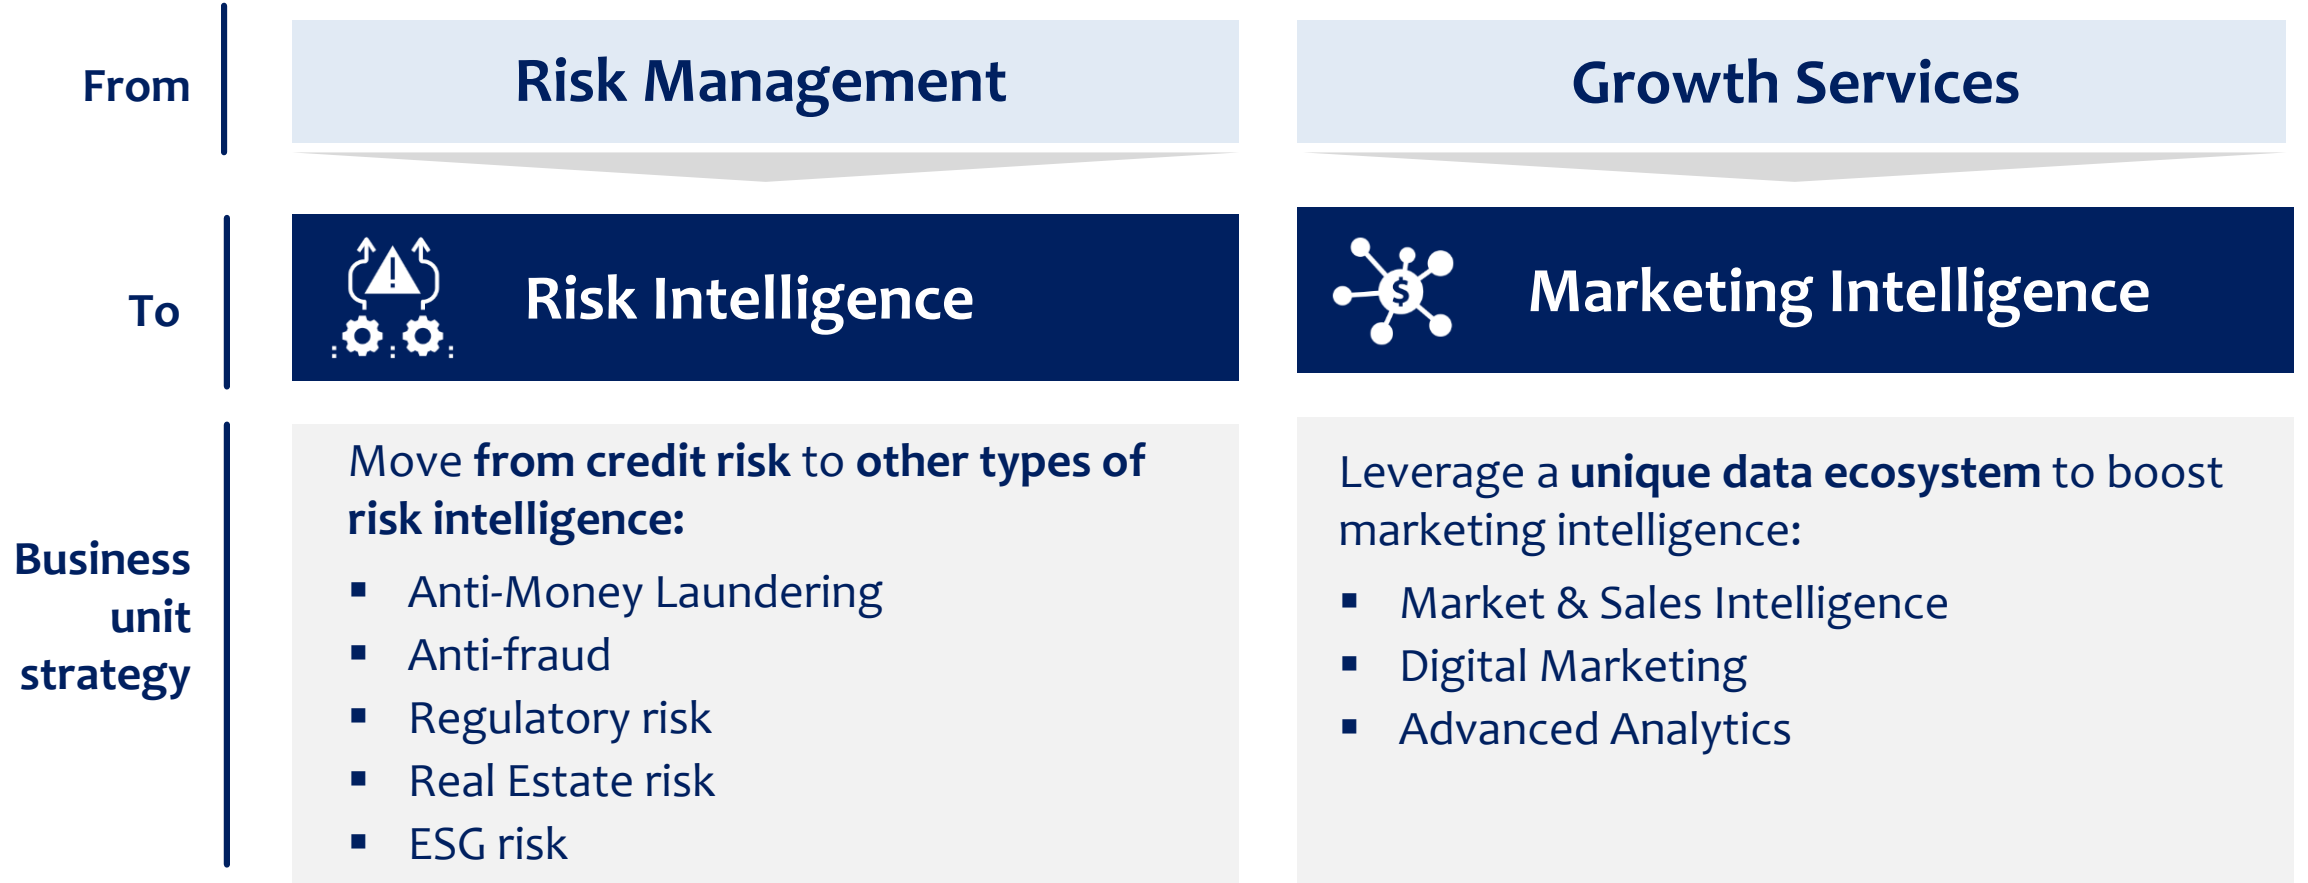 From
Risk Management
Growth Services
To
Risk Intelligence
$
Marketing Intelligence
Business
unit
strategy
Move from credit risk to other types of
risk intelligence:
▪ Anti-Money Laundering
▪ Anti-fraud
▪ Regulatory risk
▪ Real Estate risk
▪ ESG risk
Leverage a unique data ecosystem to boost
marketing intelligence:
▪ Market & Sales Intelligence
▪ Digital Marketing
▪ Advanced Analytics